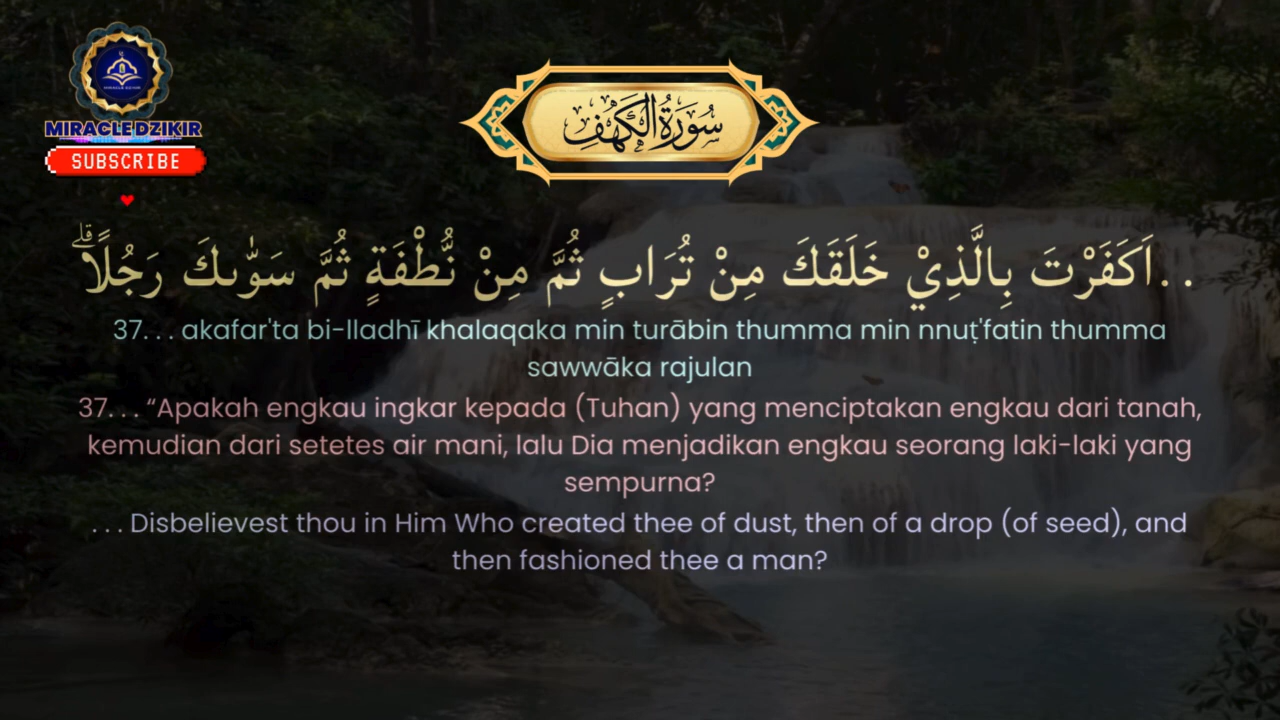 MIRACLE DZIKIR
SUBSCRIBE
سُوْرَةُ الْكَهْفِ
..اَكَفَرْتَ بِالَّذِيْ خَلَقَكَ مِنْ تُرَابٍ ثُمَّ مِنْ نُّطْفَةٍ ثُمَّ سَوّٰىكَ رَجُلًاۗ
37. . . akafar'ta bi-lladhī khalaqaka min turābin thumma min nnuṭ'fatin thumma
sawwāka rajulan
37. . . “Apakah engkau ingkar kepada (Tuhan) yang menciptakan engkau dari tanah,
kemudian dari setetes air mani, lalu Dia menjadikan engkau seorang laki-laki yang
sempurna?
. . . Disbelievest thou in Him Who created thee of dust, then of a drop (of seed), and
then fashioned thee a man?